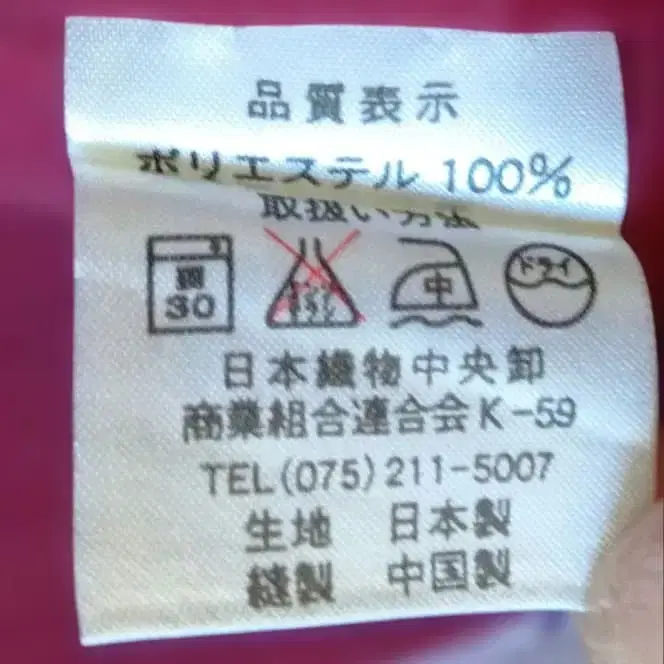 品質表示
ポリエステル 100%
取扱い方法
30 中 ドライ
日本織物中央卸
商業組合連合会K-59
TEL(075)211-5007
生地 日本製
縫製 中国製